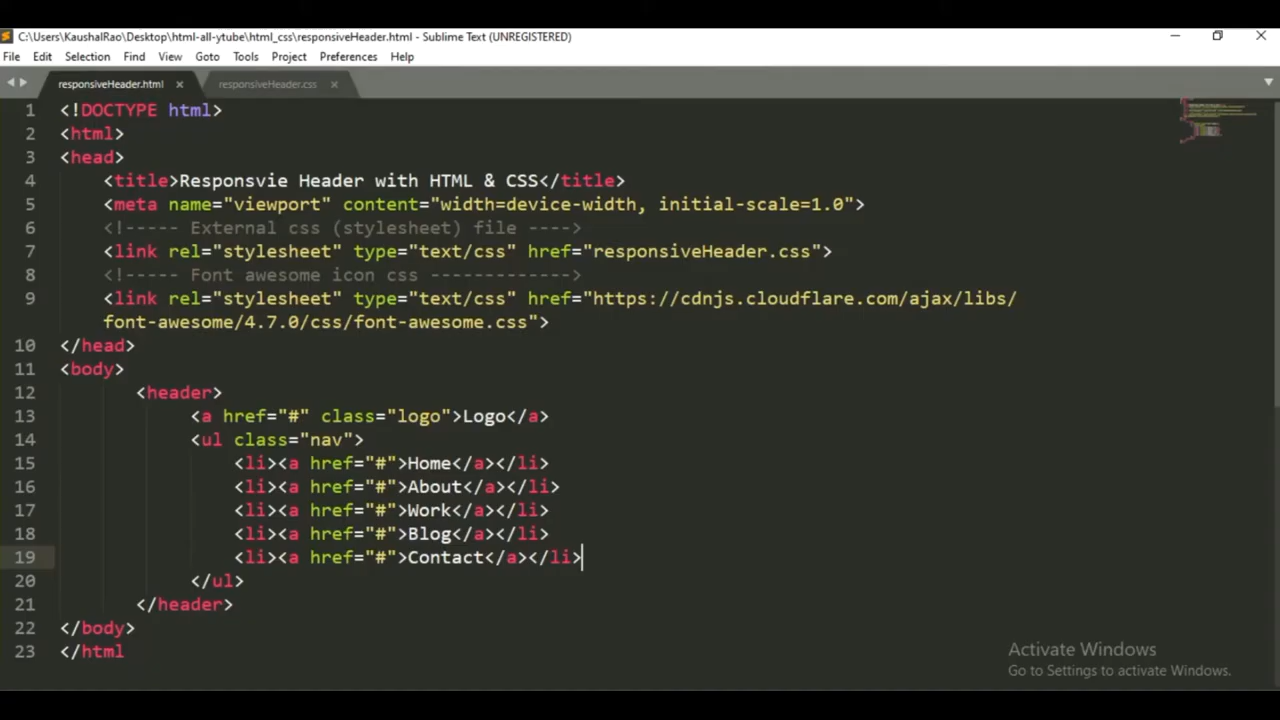 C:\Users\KaushalRao\Desktop\html-all-ytube\html_css\responsiveHeader.html - Sublime Text (UNREGISTERED)
File Edit Selection Find View Goto Tools Project Preferences Help
responsiveHeader.html × responsiveHeader.css ×
1 <!DOCTYPE html>
2 <html>
3 <head>
4 <title>Responsvie Header with HTML & CSS</title>
5 <meta name="viewport" content="width=device-width, initial-scale=1.0">
6 <!----- External css (stylesheet) file ---->
7 <link rel="stylesheet" type="text/css" href="responsiveHeader.css">
8 <!----- Font awesome icon css ------------->
9 <link rel="stylesheet" type="text/css" href="https://cdnjs.cloudflare.com/ajax/libs/
font-awesome/4.7.0/css/font-awesome.css">
10 </head>
11 <body>
12 <header>
13 <a href="#" class="logo">Logo</a>
14 <ul class="nav">
15 <li><a href="#">Home</a></li>
16 <li><a href="#">About</a></li>
17 <li><a href="#">Work</a></li>
18 <li><a href="#">Blog</a></li>
19 <li><a href="#">Contact</a></li>
20 </ul>
21 </header>
22 </body>
23 </html
Activate Windows
Go to Settings to activate Windows.